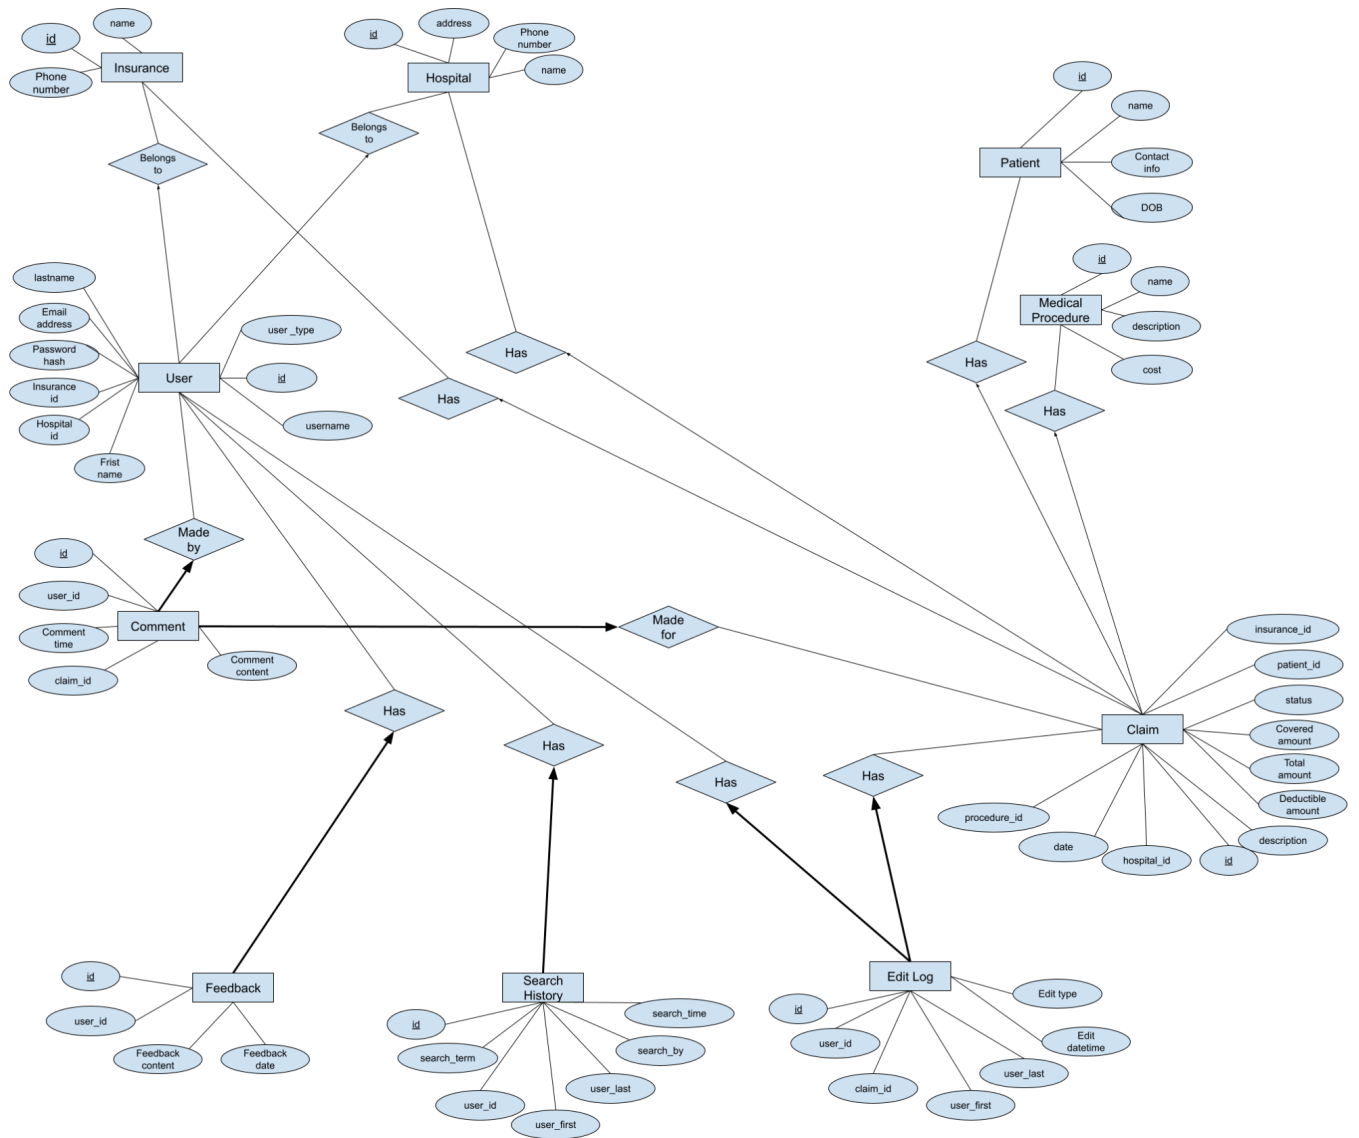 name
id
Insurance
Phone
number
id
address
Phone
number
Hospital
name
Belongs
to
Belongs
to
id
name
Patient
Contact
info
DOB
id
name
Medical
Procedure
description
cost
lastname
Email
address
Password
hash
Insurance
id
Hospital
id
Frist
name
User
user _type
id
username
Has
Has
Has
Has
Made
by
id
user_id
Comment
Comment
time
claim_id
Comment
content
Made
for
insurance_id
patient_id
status
Covered
amount
Total
amount
Deductible
amount
description
Claim
procedure_id
date
hospital_id
id
Has
Has
Has
Has
id
user_id
Feedback
Feedback
content
Feedback
date
Search
History
id
search_term
user_id
user_first
user_last
search_by
search_time
Edit Log
id
user_id
claim_id
user_first
user_last
Edit
datetime
Edit type